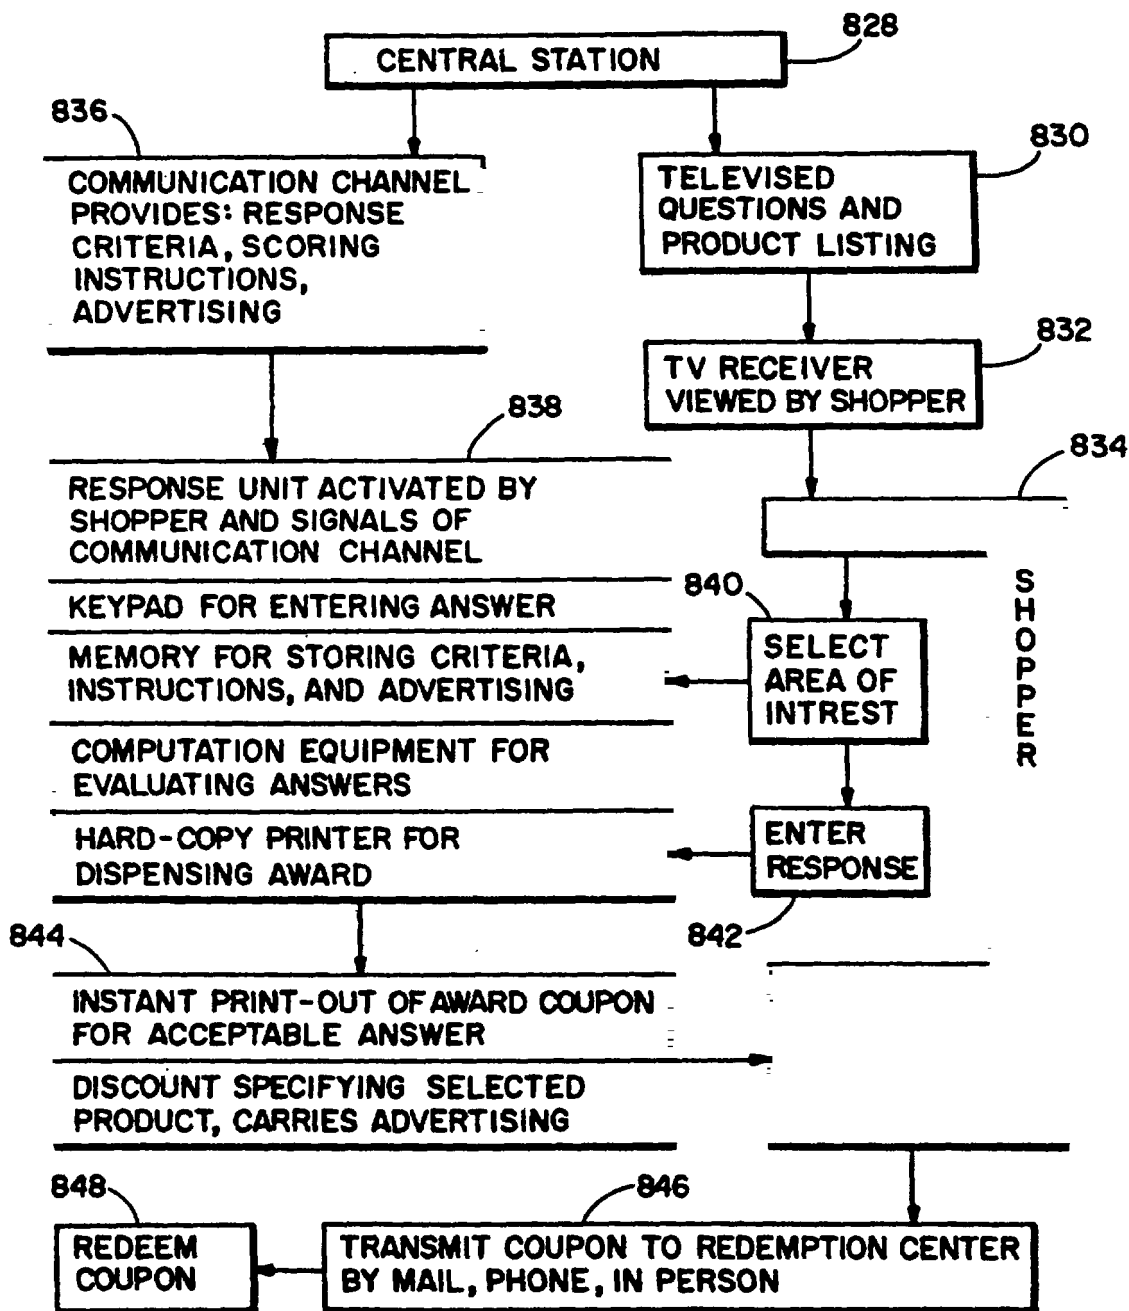 828
CENTRAL STATION
836
COMMUNICATION CHANNEL
PROVIDES: RESPONSE
CRITERIA, SCORING
INSTRUCTIONS,
ADVERTISING
830
TELEVISED
QUESTIONS AND
PRODUCT LISTING
832
TV RECEIVER
VIEWED BY SHOPPER
834
SHOPPER
838
RESPONSE UNIT ACTIVATED BY
SHOPPER AND SIGNALS OF
COMMUNICATION CHANNEL
KEYPAD FOR ENTERING ANSWER
MEMORY FOR STORING CRITERIA,
INSTRUCTIONS, AND ADVERTISING
COMPUTATION EQUIPMENT FOR
EVALUATING ANSWERS
HARD-COPY PRINTER FOR
DISPENSING AWARD
840
SELECT
AREA OF
INTREST
ENTER
RESPONSE
842
844
INSTANT PRINT-OUT OF AWARD COUPON
FOR ACCEPTABLE ANSWER
DISCOUNT SPECIFYING SELECTED
PRODUCT, CARRIES ADVERTISING
846
TRANSMIT COUPON TO REDEMPTION CENTER
BY MAIL, PHONE, IN PERSON
848
REDEEM
COUPON